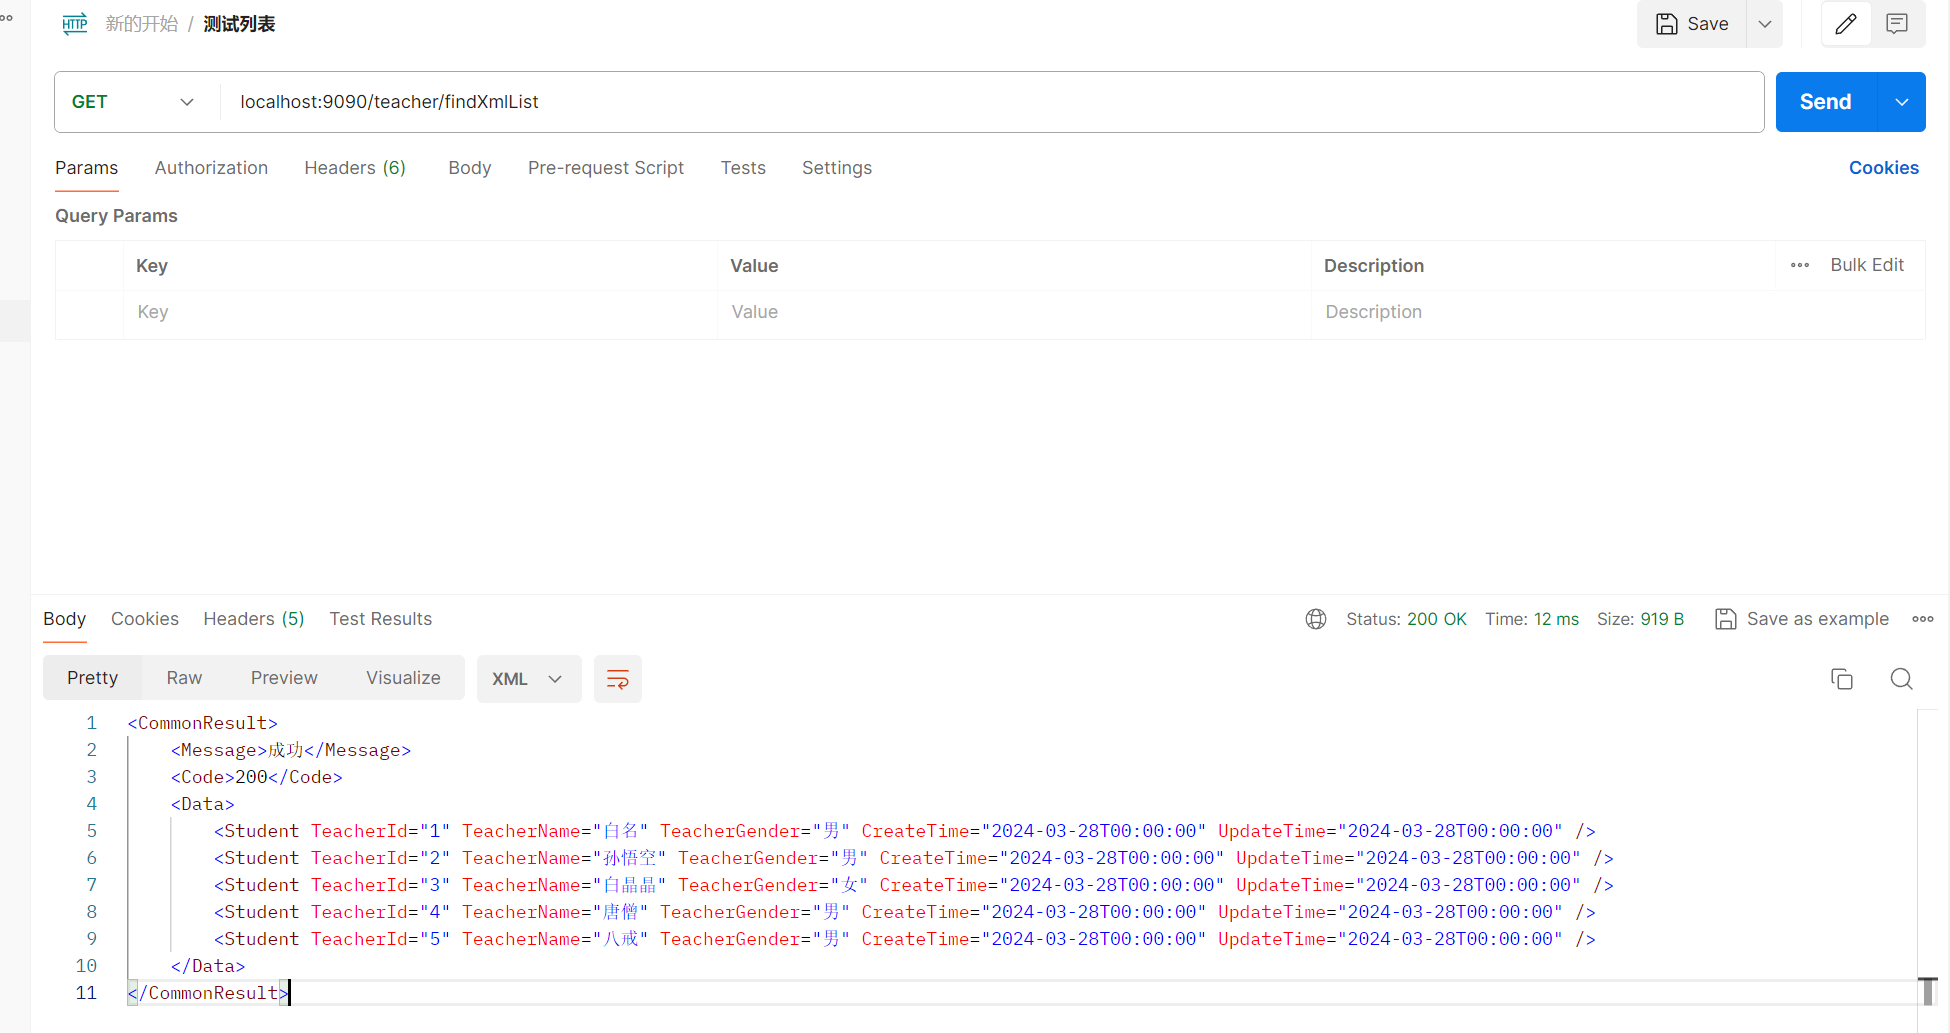 HTTP 新的开始 / 测试列表 Save
GET localhost:9090/teacher/findXmlList Send
Params Authorization Headers (6) Body Pre-request Script Tests Settings Cookies
Query Params
Key Value Description Bulk Edit
Key Value Description
Body Cookies Headers (5) Test Results Status: 200 OK Time: 12 ms Size: 919 B Save as example
Pretty Raw Preview Visualize XML
1 <CommonResult>
2 <Message>成功</Message>
3 <Code>200</Code>
4 <Data>
5 <Student TeacherId="1" TeacherName="白名" TeacherGender="男" CreateTime="2024-03-28T00:00:00" UpdateTime="2024-03-28T00:00:00" />
6 <Student TeacherId="2" TeacherName="孙悟空" TeacherGender="男" CreateTime="2024-03-28T00:00:00" UpdateTime="2024-03-28T00:00:00" />
7 <Student TeacherId="3" TeacherName="白晶晶" TeacherGender="女" CreateTime="2024-03-28T00:00:00" UpdateTime="2024-03-28T00:00:00" />
8 <Student TeacherId="4" TeacherName="唐僧" TeacherGender="男" CreateTime="2024-03-28T00:00:00" UpdateTime="2024-03-28T00:00:00" />
9 <Student TeacherId="5" TeacherName="八戒" TeacherGender="男" CreateTime="2024-03-28T00:00:00" UpdateTime="2024-03-28T00:00:00" />
10 </Data>
11 </CommonResult>